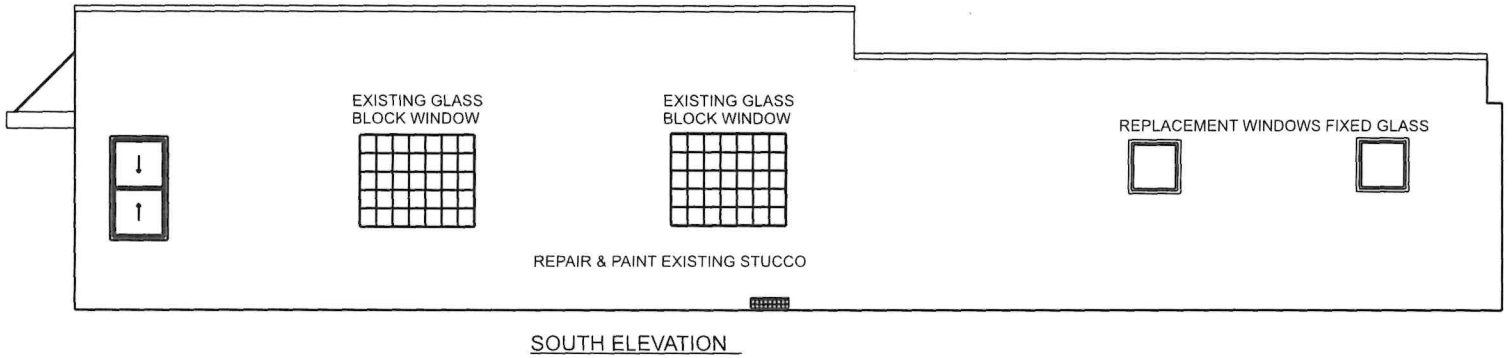 EXISTING GLASS
BLOCK WINDOW
EXISTING GLASS
BLOCK WINDOW
REPLACEMENT WINDOWS FIXED GLASS
REPAIR & PAINT EXISTING STUCCO
SOUTH ELEVATION